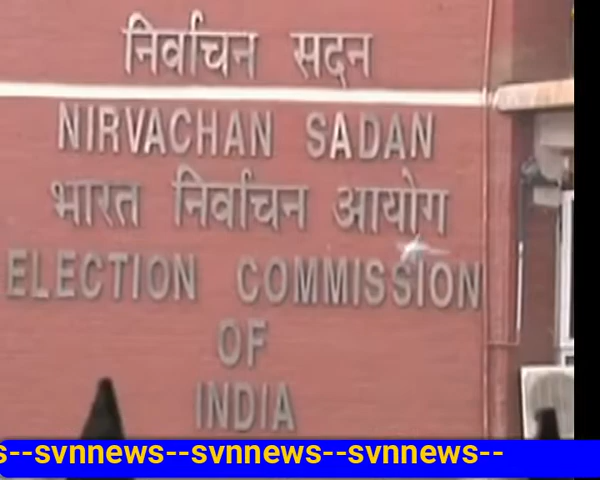 निर्वाचन सदन
NIRVACHAN SADAN
भारत निर्वाचन आयोग
ELECTION COMMISSION
OF
INDIA
s--svnnews--svnnews--svnnews--